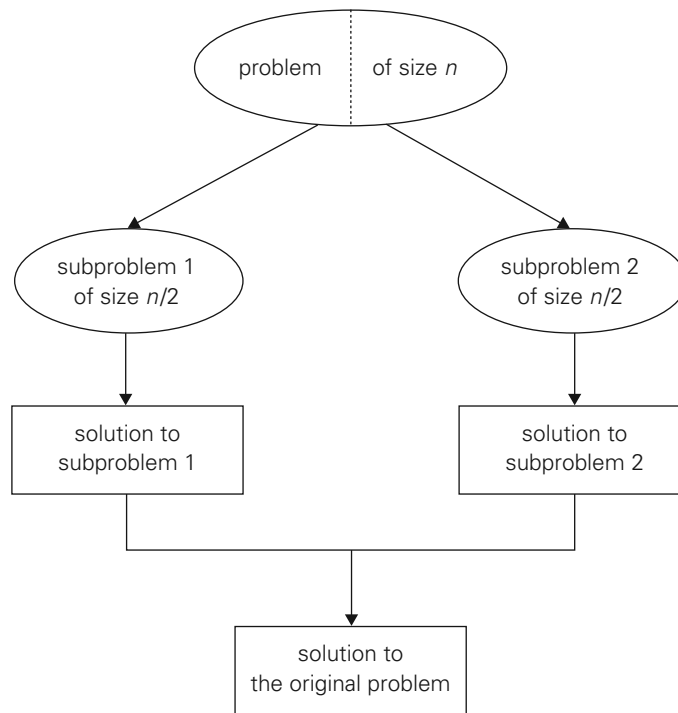 problem of size n
subproblem 1
of size n/2
subproblem 2
of size n/2
solution to
subproblem 1
solution to
subproblem 2
solution to
the original problem